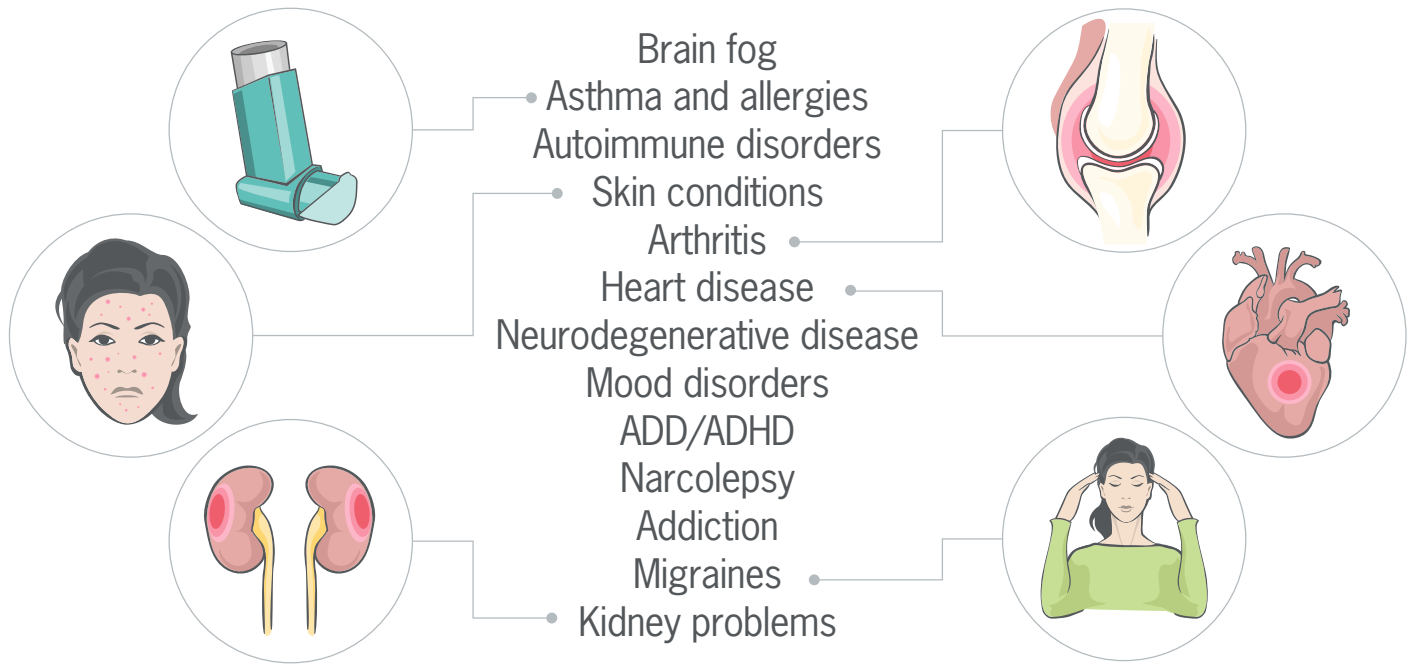 Brain fog
Asthma and allergies
Autoimmune disorders
Skin conditions
Arthritis
Heart disease
Neurodegenerative disease
Mood disorders
ADD/ADHD
Narcolepsy
Addiction
Migraines
Kidney problems